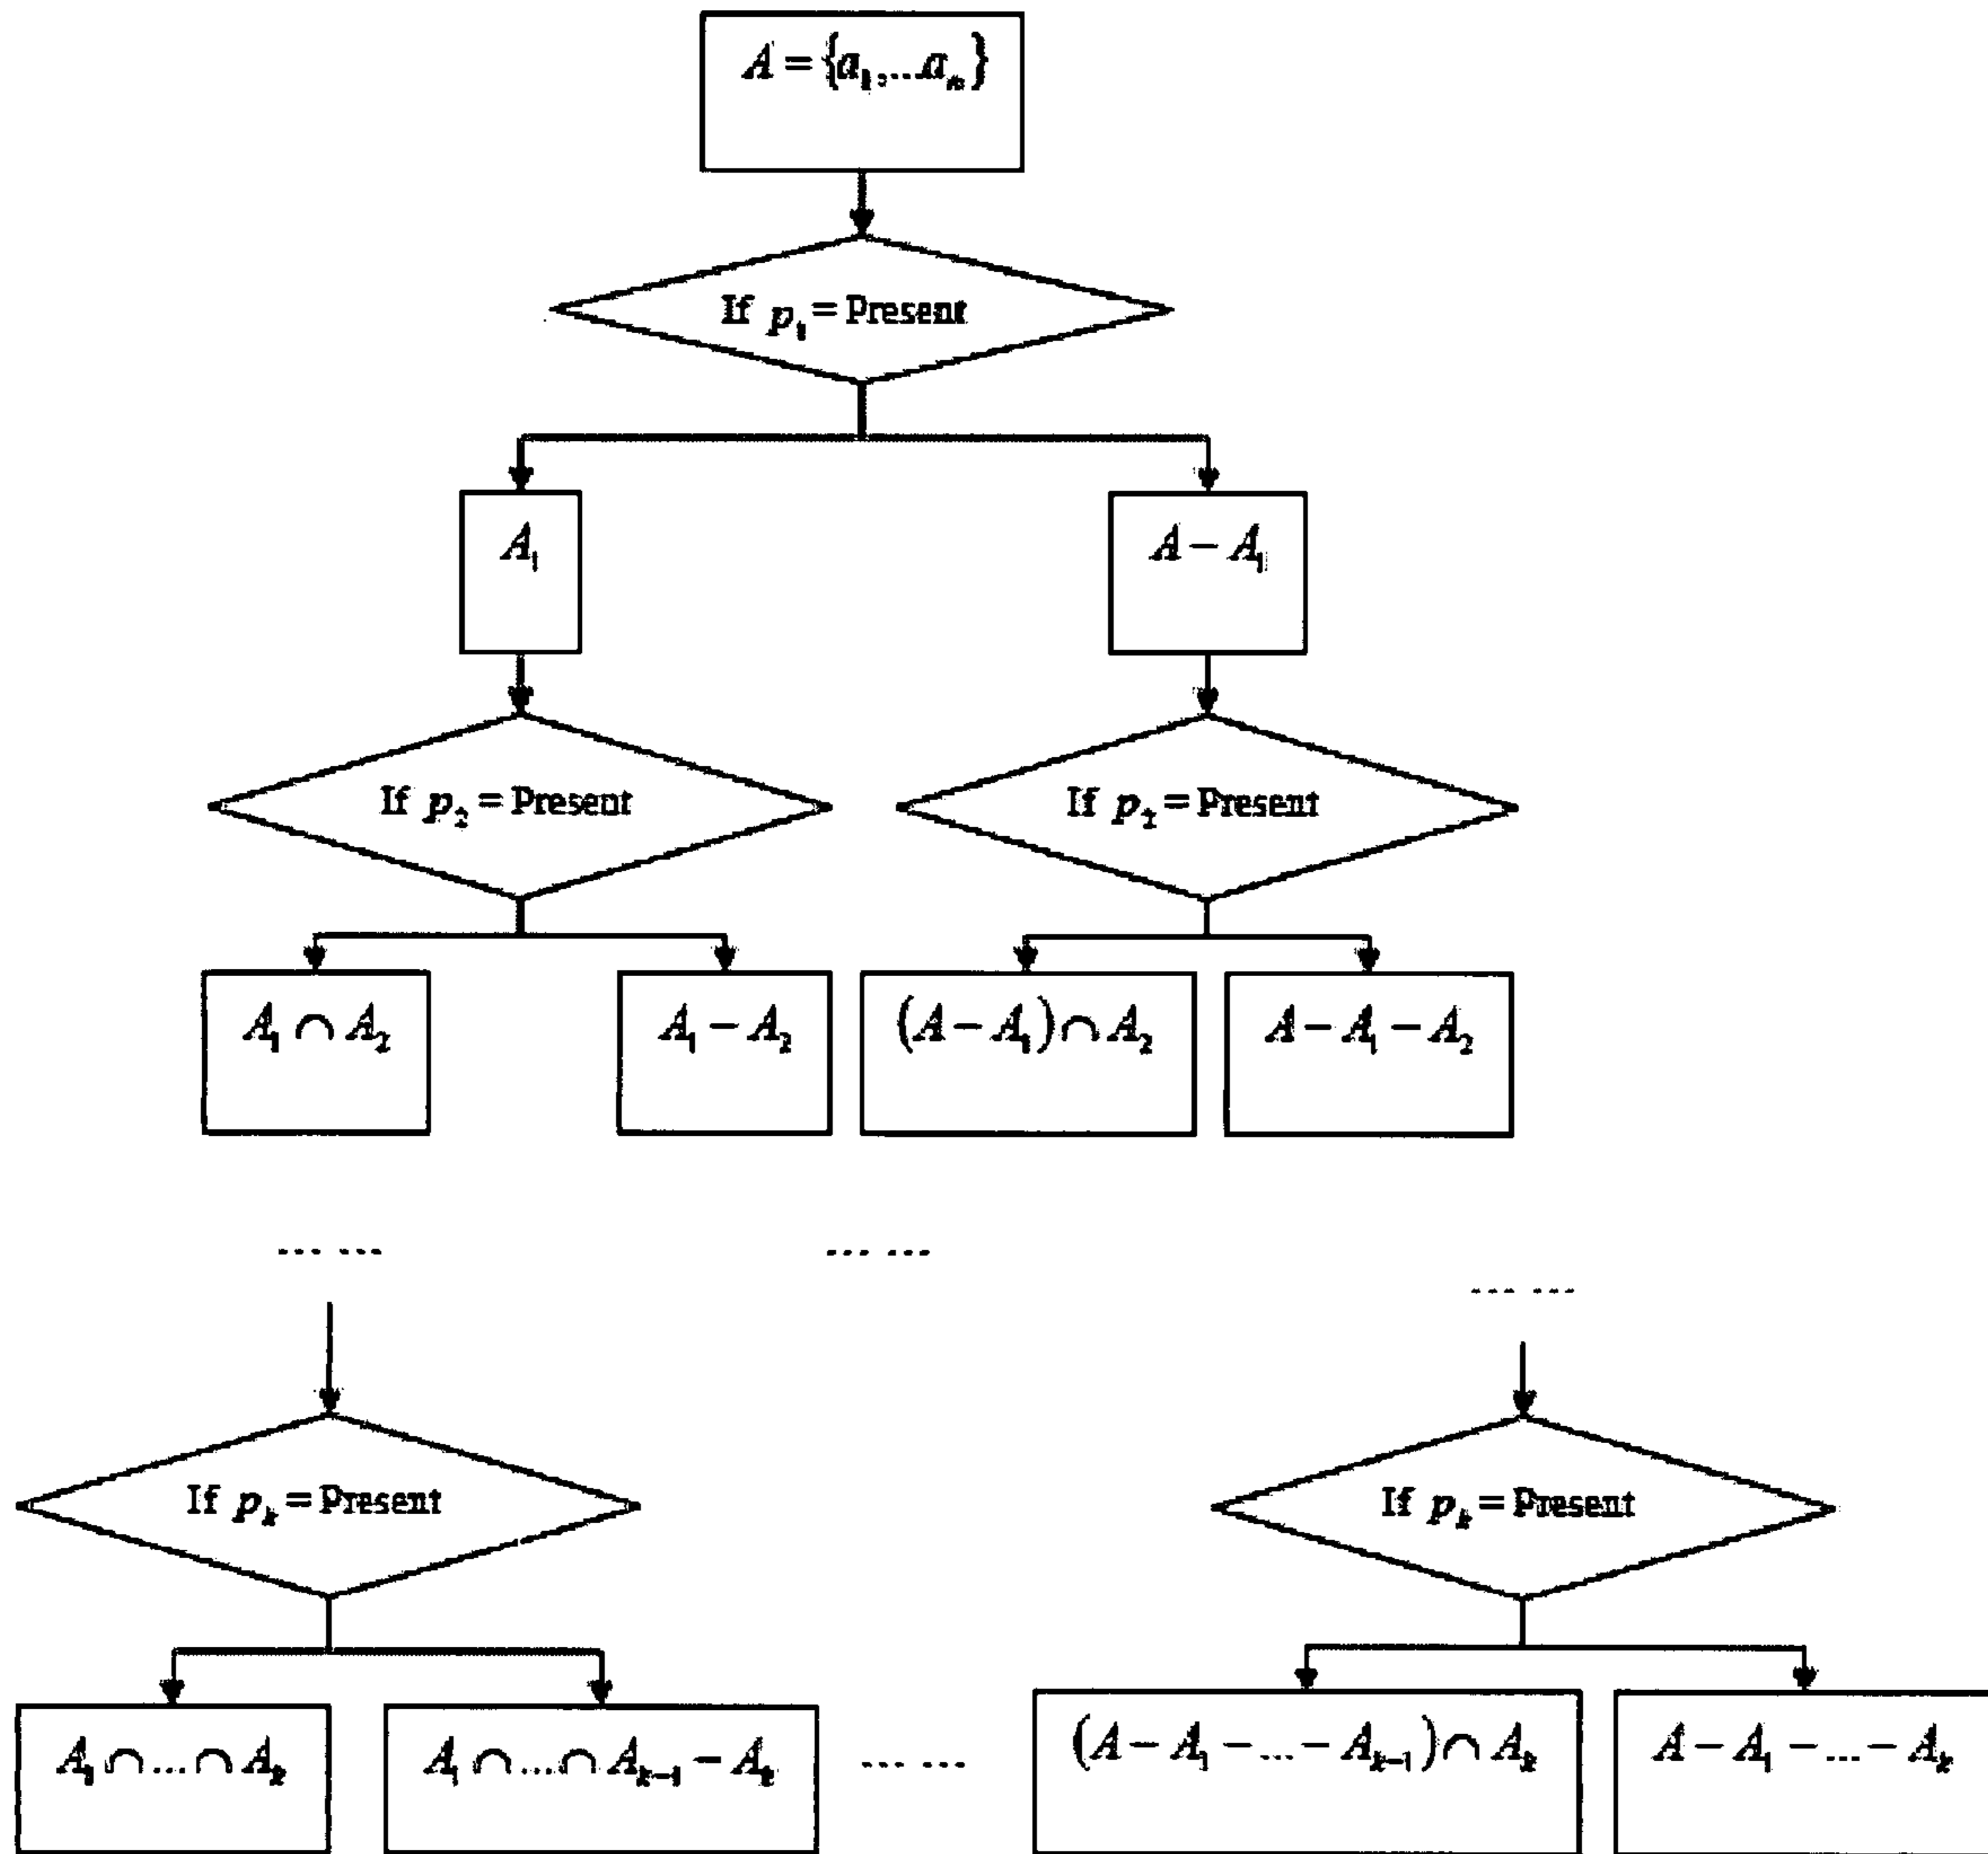 A = {a₁,...aₙ}
If p₁ = Present
A₁
A − A₁
If p₂ = Present
If p₂ = Present
A₁ ∩ A₂
A₁ − A₂
(A − A₁) ∩ A₂
A − A₁ − A₂
... ...
... ...
... ...
If pₖ = Present
If pₖ = Present
A₁ ∩ ... ∩ Aₖ
A₁ ∩ ... ∩ Aₖ₋₁ − Aₖ
... ...
(A − A₁ − ... − Aₖ₋₁) ∩ Aₖ
A − A₁ − ... − Aₖ